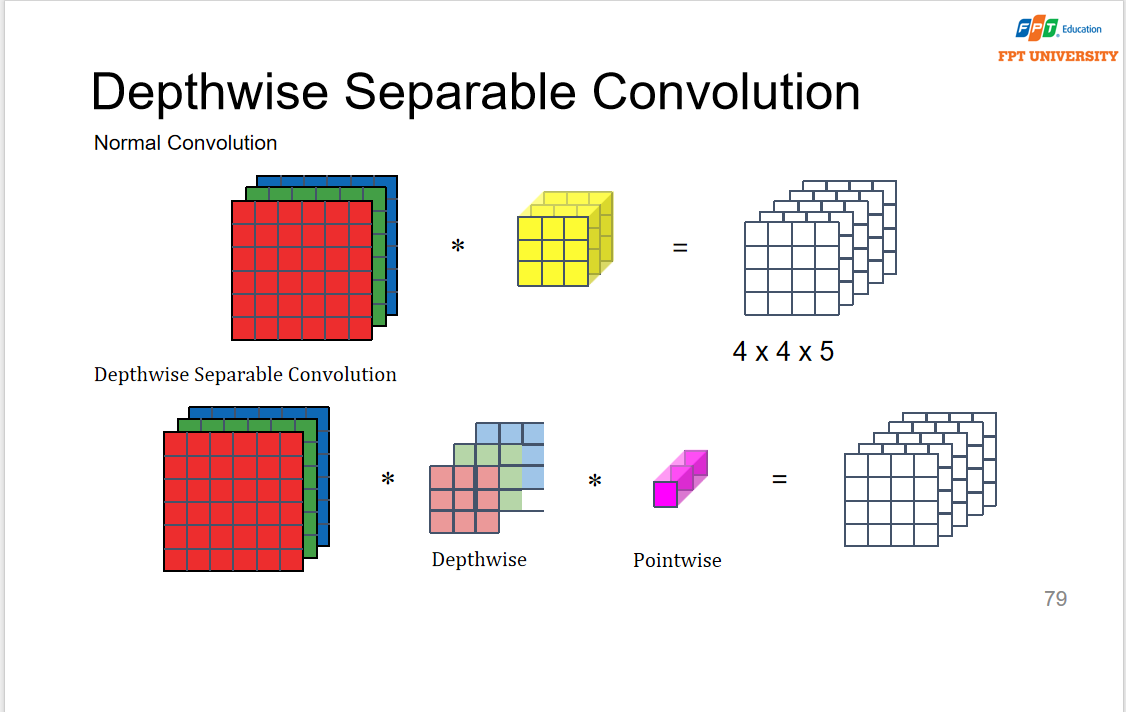 FPT Education
FPT UNIVERSITY
Depthwise Separable Convolution
Normal Convolution
*
=
4 x 4 x 5
Depthwise Separable Convolution
* * =
Depthwise Pointwise
79